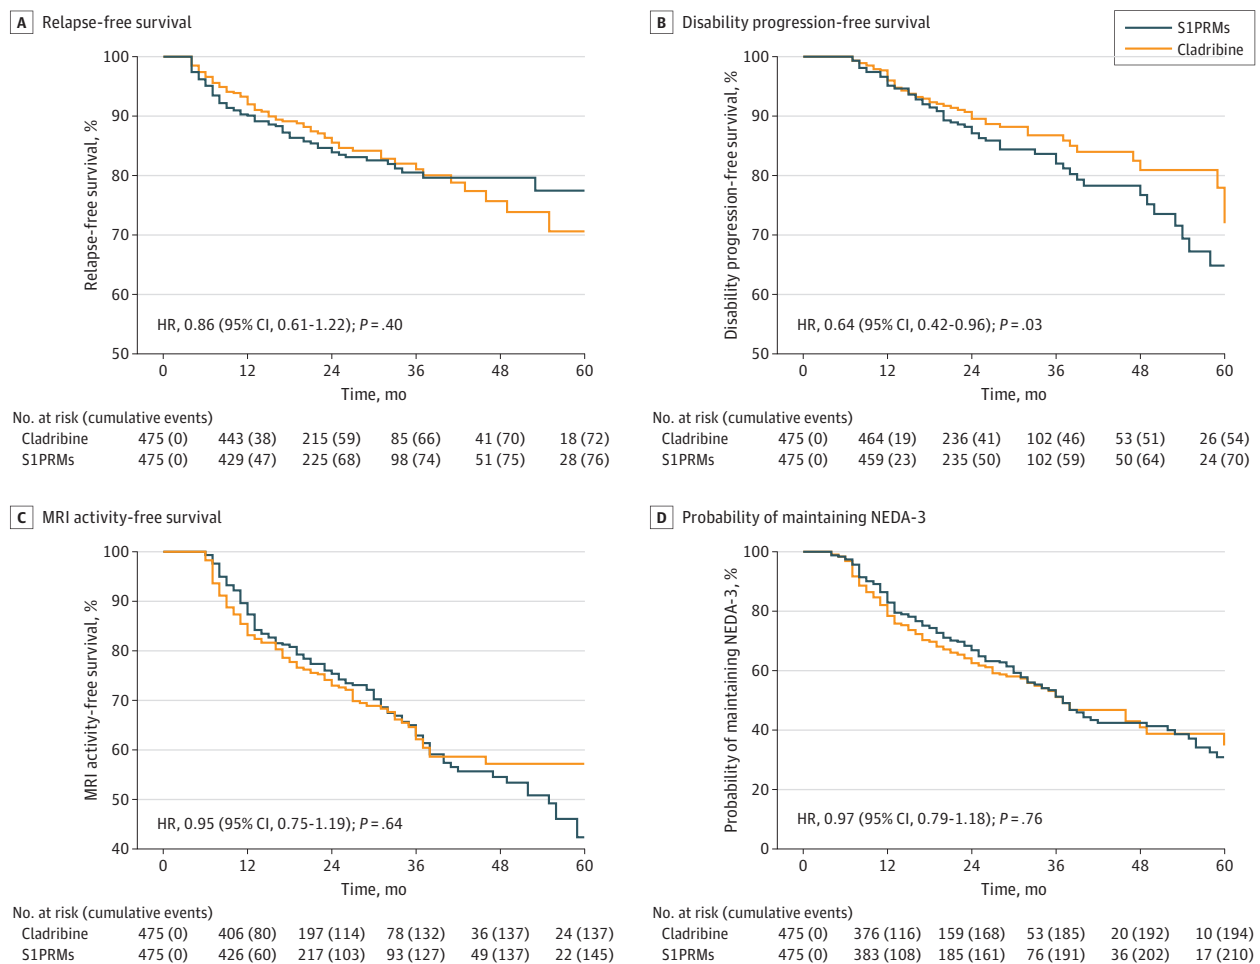 A Relapse-free survival
Relapse-free survival, %
100
90
80
70
60
50
HR, 0.86 (95% CI, 0.61-1.22); P = .40
0 12 24 36 48 60
Time, mo
No. at risk (cumulative events)
Cladribine 475 (0) 443 (38) 215 (59) 85 (66) 41 (70) 18 (72)
S1PRMs 475 (0) 429 (47) 225 (68) 98 (74) 51 (75) 28 (76)
B Disability progression-free survival
S1PRMs
Cladribine
Disability progression-free survival, %
100
90
80
70
60
50
HR, 0.64 (95% CI, 0.42-0.96); P = .03
0 12 24 36 48 60
Time, mo
No. at risk (cumulative events)
Cladribine 475 (0) 464 (19) 236 (41) 102 (46) 53 (51) 26 (54)
S1PRMs 475 (0) 459 (23) 235 (50) 102 (59) 50 (64) 24 (70)
C MRI activity-free survival
MRI activity-free survival, %
100
90
80
70
60
50
40
HR, 0.95 (95% CI, 0.75-1.19); P = .64
0 12 24 36 48 60
Time, mo
No. at risk (cumulative events)
Cladribine 475 (0) 406 (80) 197 (114) 78 (132) 36 (137) 24 (137)
S1PRMs 475 (0) 426 (60) 217 (103) 93 (127) 49 (137) 22 (145)
D Probability of maintaining NEDA-3
Probability of maintaining NEDA-3, %
100
80
60
40
20
0
HR, 0.97 (95% CI, 0.79-1.18); P = .76
0 12 24 36 48 60
Time, mo
No. at risk (cumulative events)
Cladribine 475 (0) 376 (116) 159 (168) 53 (185) 20 (192) 10 (194)
S1PRMs 475 (0) 383 (108) 185 (161) 76 (191) 36 (202) 17 (210)